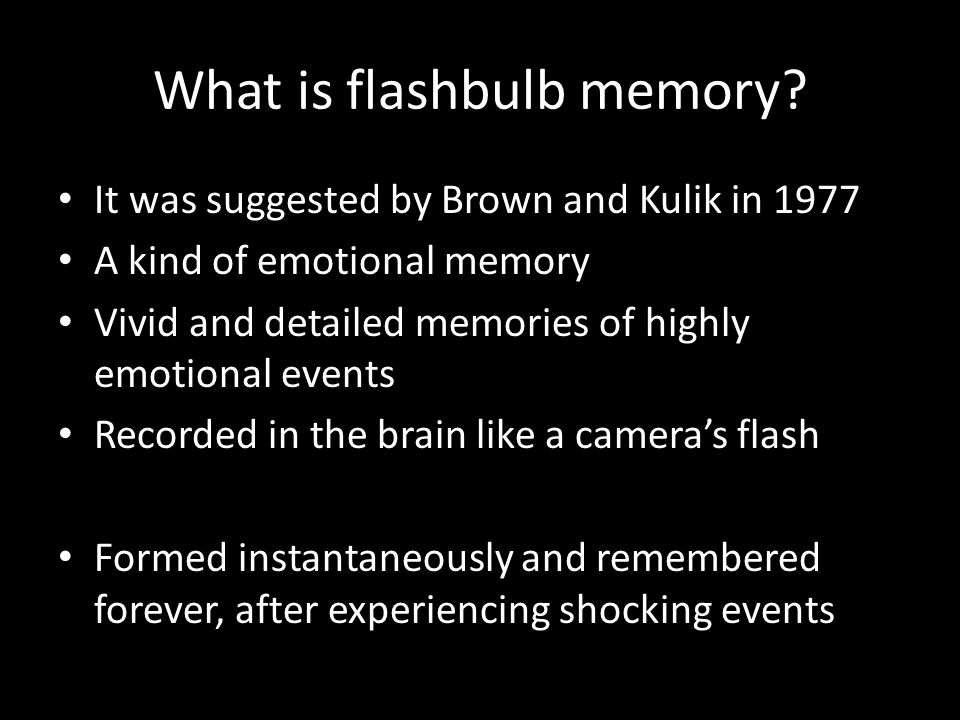 What is flashbulb memory?
• It was suggested by Brown and Kulik in 1977
• A kind of emotional memory
• Vivid and detailed memories of highly
emotional events
• Recorded in the brain like a camera’s flash
• Formed instantaneously and remembered
forever, after experiencing shocking events